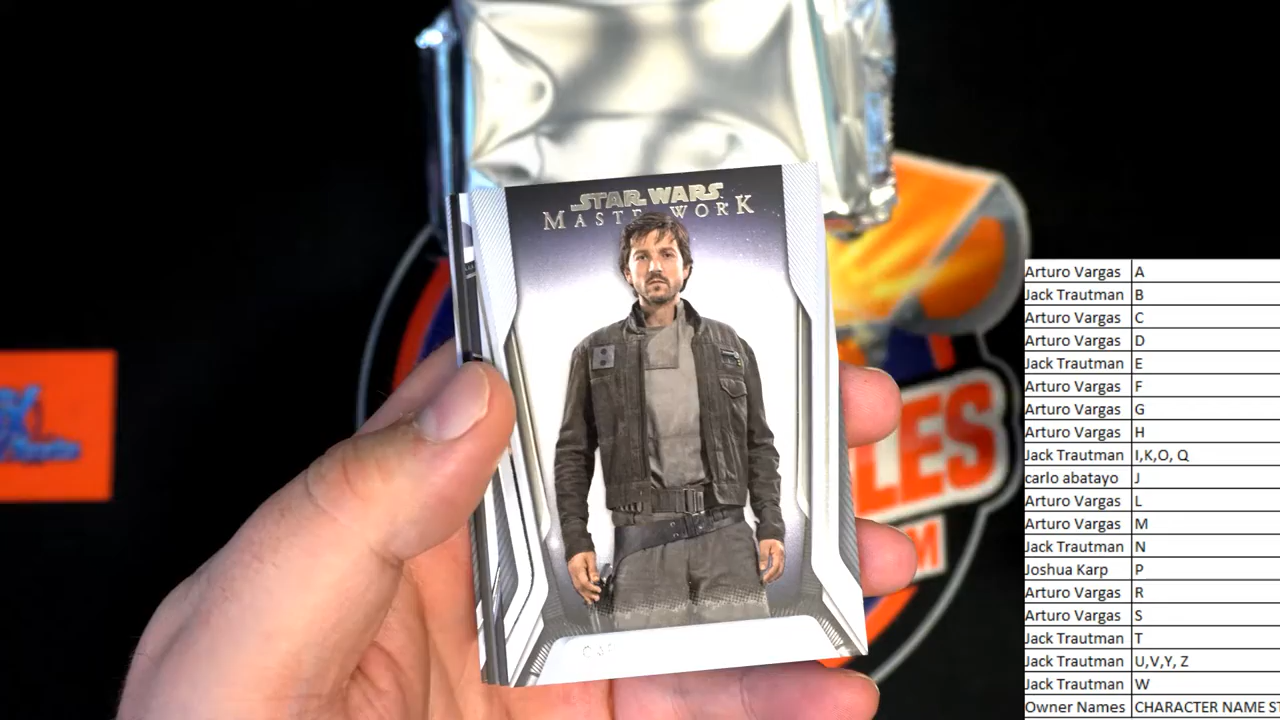 STAR WARS
MASTERWORK
LES
M
Arturo Vargas A
Jack Trautman B
Arturo Vargas C
Arturo Vargas D
Jack Trautman E
Arturo Vargas F
Arturo Vargas G
Arturo Vargas H
Jack Trautman I,K,O, Q
carlo abatayo J
Arturo Vargas L
Arturo Vargas M
Jack Trautman N
Joshua Karp P
Arturo Vargas R
Arturo Vargas S
Jack Trautman T
Jack Trautman U,V,Y, Z
Jack Trautman W
Owner Names CHARACTER NAME ST